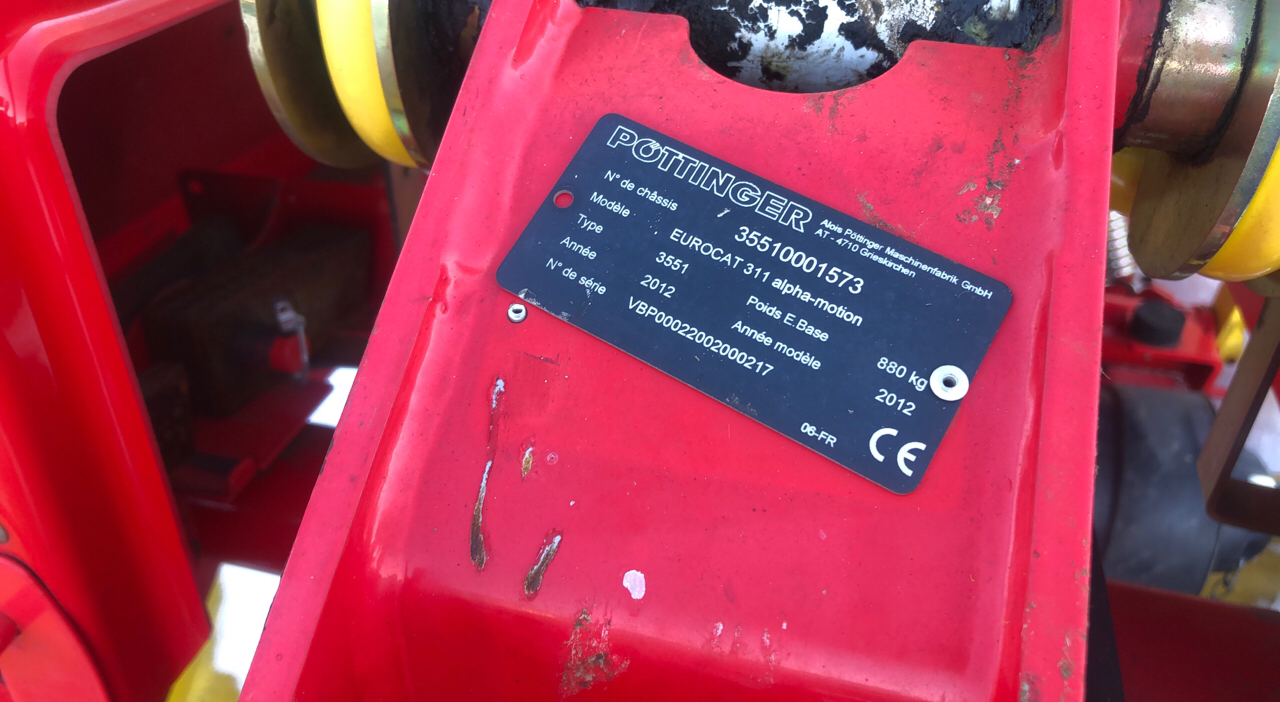 PÖTTINGER
Alois Pöttinger Maschinenfabrik GmbH
AT - 4710 Grieskirchen
N° de châssis 35510001573
Modèle EUROCAT 311 alpha-motion
Type 3551 Poids E.Base 880 kg
Année 2012 Année modèle 2012
N° de série VBP00022002000217
06-FR CE